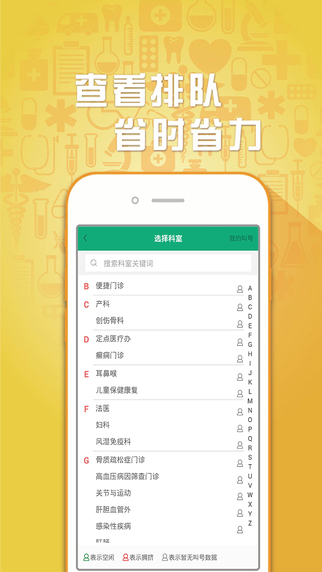 查看排队
省时省力
选择科室
我的叫号
搜索科室关键词
B 便捷门诊
C 产科
创伤骨科
D 定点医疗办
癫痫门诊
E 耳鼻喉
儿童保健康复
F 法医
妇科
风湿免疫科
G 骨质疏松症门诊
高血压病因筛查门诊
关节与运动
肝胆血管外
感染性疾病
肛肠
A
B
C
D
E
F
G
H
I
J
K
L
M
N
O
P
Q
R
S
T
U
V
W
X
Y
Z
表示空闲
表示拥挤
表示暂无叫号数据